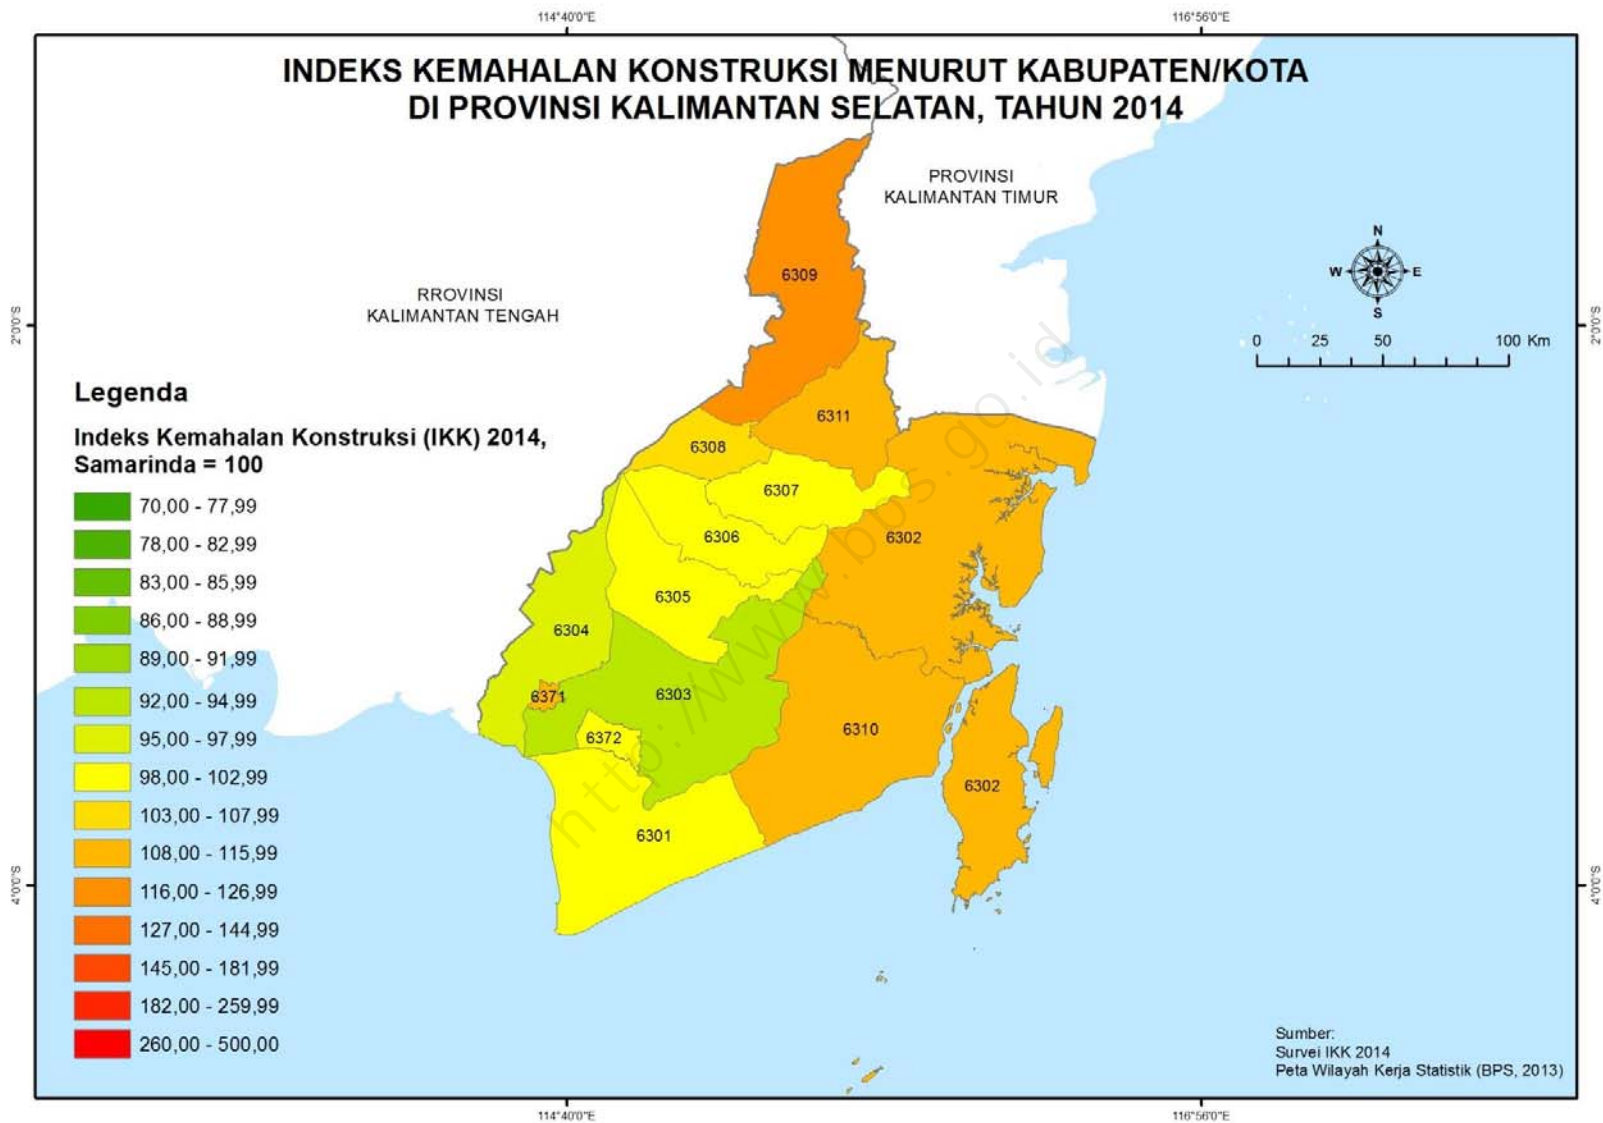 114°40'0"E
116°56'0"E
INDEKS KEMAHALAN KONSTRUKSI MENURUT KABUPATEN/KOTA
DI PROVINSI KALIMANTAN SELATAN, TAHUN 2014
PROVINSI
KALIMANTAN TIMUR
RROVINSI
KALIMANTAN TENGAH
N
W
E
S
0 25 50 100 Km
2°0'0"S
2°0'0"S
4°0'0"S
4°0'0"S
6309
6311
6308
6307
6306
6302
6305
6304
6371
6303
6372
6310
6302
6301
Legenda
Indeks Kemahalan Konstruksi (IKK) 2014,
Samarinda = 100
70,00 - 77,99
78,00 - 82,99
83,00 - 85,99
86,00 - 88,99
89,00 - 91,99
92,00 - 94,99
95,00 - 97,99
98,00 - 102,99
103,00 - 107,99
108,00 - 115,99
116,00 - 126,99
127,00 - 144,99
145,00 - 181,99
182,00 - 259,99
260,00 - 500,00
http://www.bps.go.id
Sumber:
Survei IKK 2014
Peta Wilayah Kerja Statistik (BPS, 2013)
114°40'0"E
116°56'0"E